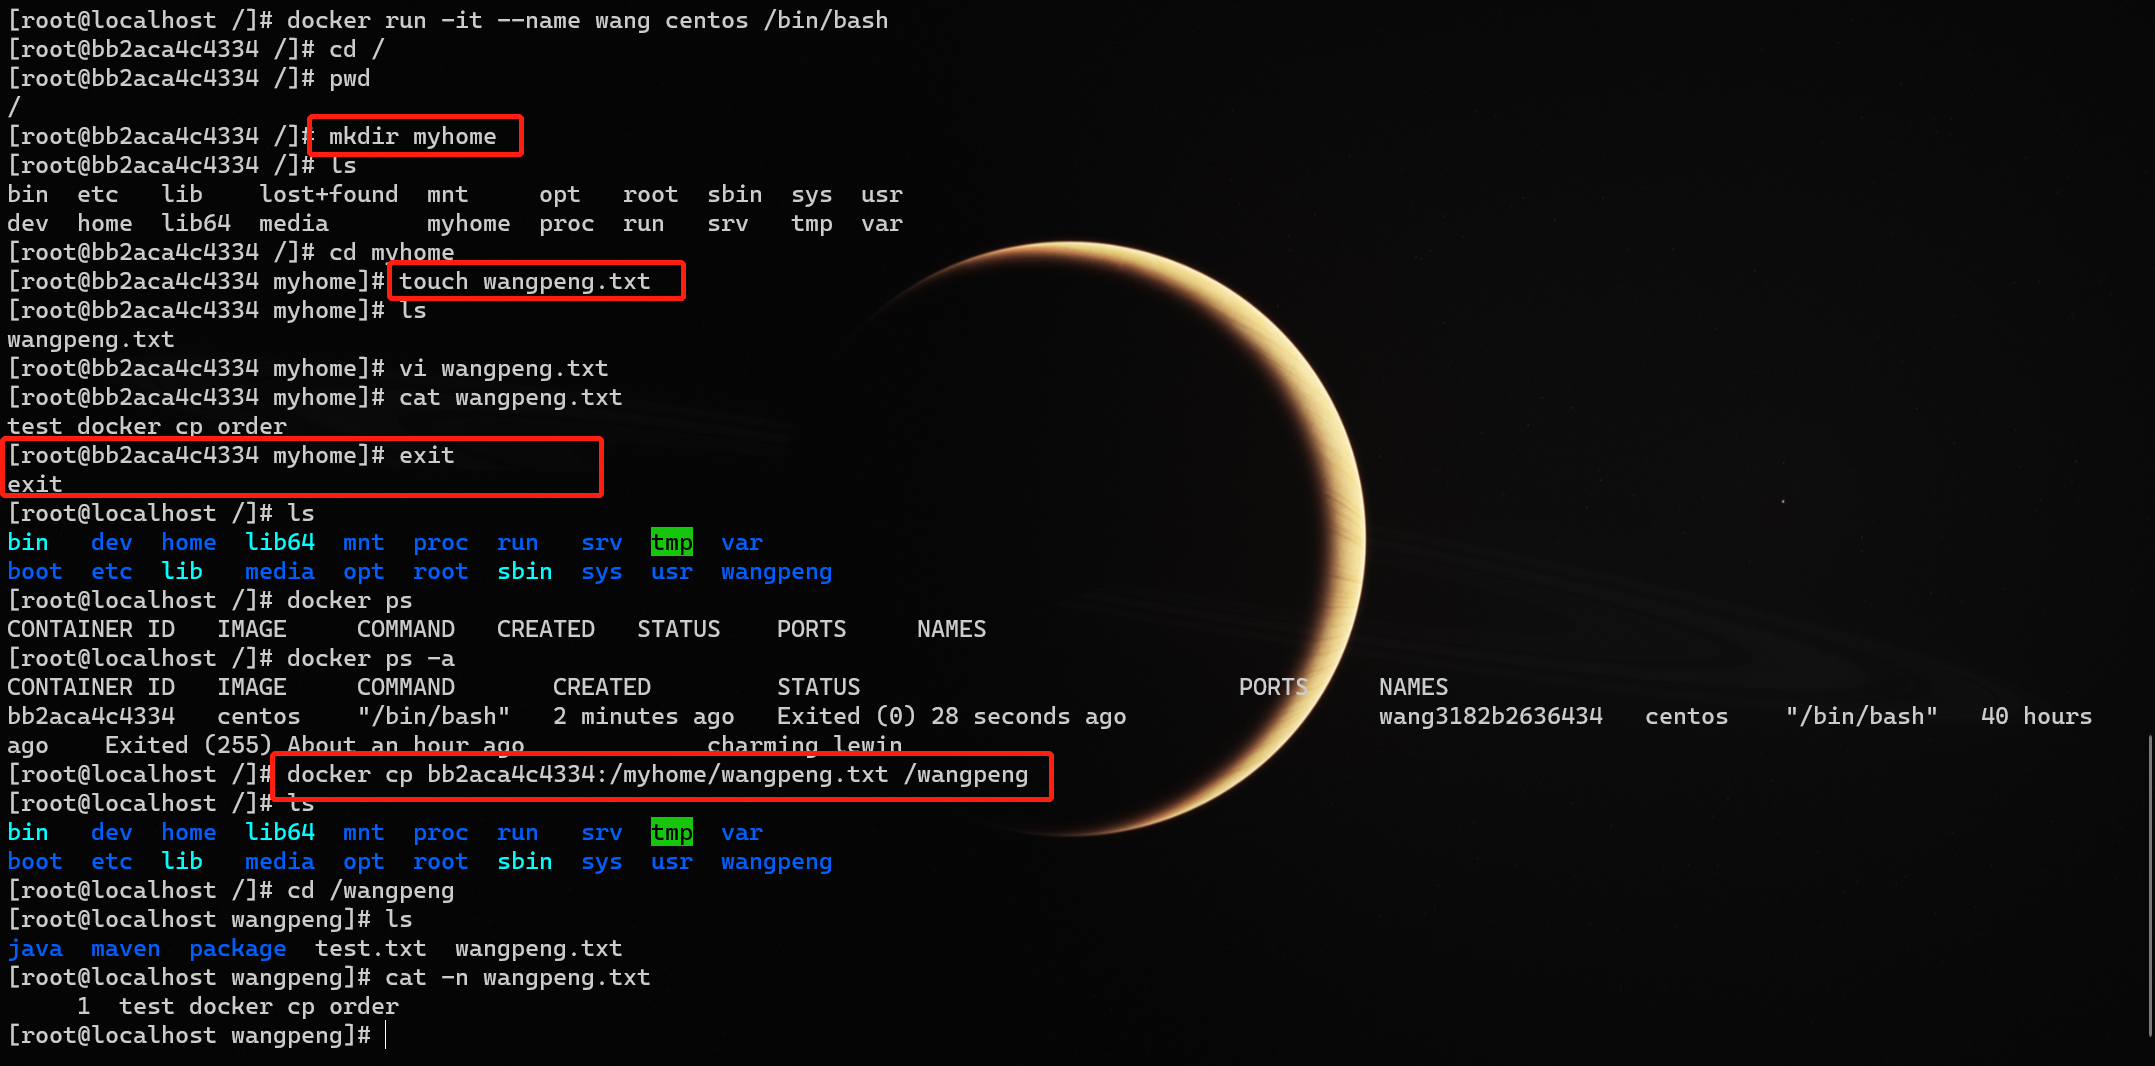 [root@localhost /]# docker run -it --name wang centos /bin/bash
[root@bb2aca4c4334 /]# cd /
[root@bb2aca4c4334 /]# pwd
/
[root@bb2aca4c4334 /]# mkdir myhome
[root@bb2aca4c4334 /]# ls
bin  etc   lib    lost+found  mnt     opt   root  sbin  sys  usr
dev  home  lib64  media       myhome  proc  run   srv   tmp  var
[root@bb2aca4c4334 /]# cd myhome
[root@bb2aca4c4334 myhome]# touch wangpeng.txt
[root@bb2aca4c4334 myhome]# ls
wangpeng.txt
[root@bb2aca4c4334 myhome]# vi wangpeng.txt
[root@bb2aca4c4334 myhome]# cat wangpeng.txt
test docker cp order
[root@bb2aca4c4334 myhome]# exit
exit
[root@localhost /]# ls
bin   dev  home  lib64  mnt  proc  run   srv  tmp  var
boot  etc  lib   media  opt  root  sbin  sys  usr  wangpeng
[root@localhost /]# docker ps
CONTAINER ID   IMAGE     COMMAND   CREATED   STATUS    PORTS     NAMES
[root@localhost /]# docker ps -a
CONTAINER ID   IMAGE     COMMAND       CREATED         STATUS                           PORTS     NAMES
bb2aca4c4334   centos    "/bin/bash"   2 minutes ago   Exited (0) 28 seconds ago                  wang3182b2636434   centos    "/bin/bash"   40 hours
ago    Exited (255) About an hour ago             charming_lewin
[root@localhost /]# docker cp bb2aca4c4334:/myhome/wangpeng.txt /wangpeng
[root@localhost /]# ls
bin   dev  home  lib64  mnt  proc  run   srv  tmp  var
boot  etc  lib   media  opt  root  sbin  sys  usr  wangpeng
[root@localhost /]# cd /wangpeng
[root@localhost wangpeng]# ls
java  maven  package  test.txt  wangpeng.txt
[root@localhost wangpeng]# cat -n wangpeng.txt
     1  test docker cp order
[root@localhost wangpeng]#